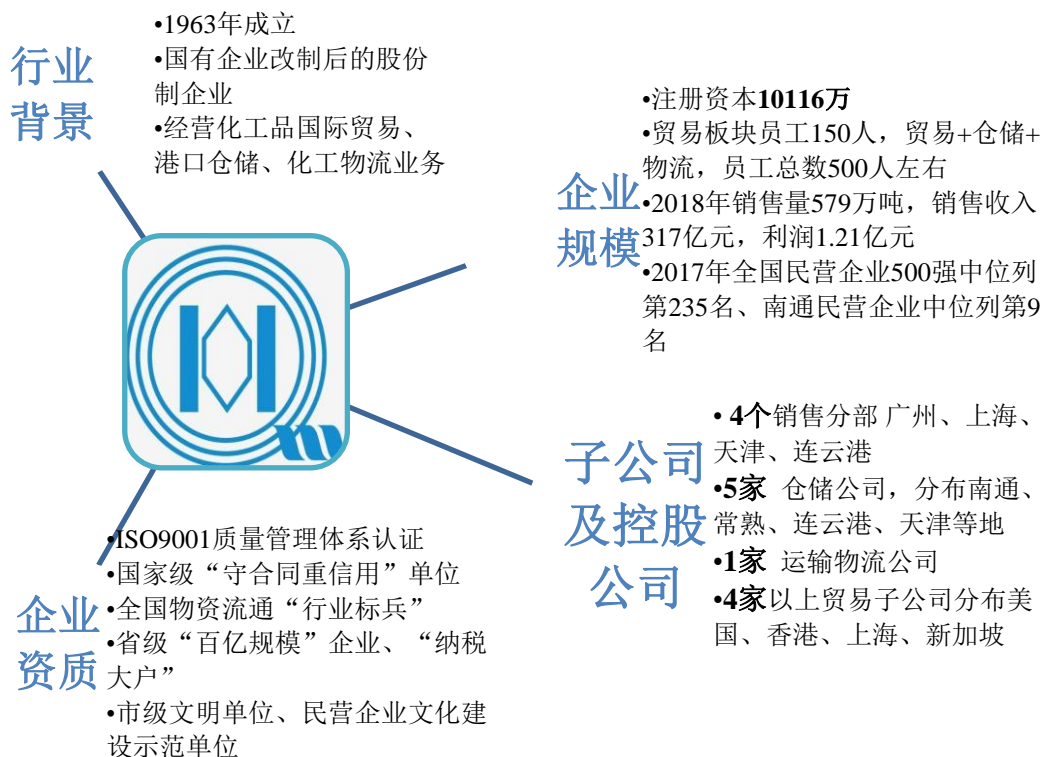 行业
背景
•1963年成立
•国有企业改制后的股份
制企业
•经营化工品国际贸易、
港口仓储、化工物流业务
企业
规模
•注册资本10116万
•贸易板块员工150人，贸易+仓储+
物流，员工总数500人左右
•2018年销售量579万吨，销售收入
317亿元，利润1.21亿元
•2017年全国民营企业500强中位列
第235名、南通民营企业中位列第9
名
子公司
及控股
公司
• 4个销售分部 广州、上海、
天津、连云港
•5家 仓储公司，分布南通、
常熟、连云港、天津等地
•1家 运输物流公司
•4家以上贸易子公司分布美
国、香港、上海、新加坡
企业
资质
•ISO9001质量管理体系认证
•国家级“守合同重信用”单位
•全国物资流通“行业标兵”
•省级“百亿规模”企业、“纳税
大户”
•市级文明单位、民营企业文化建
设示范单位